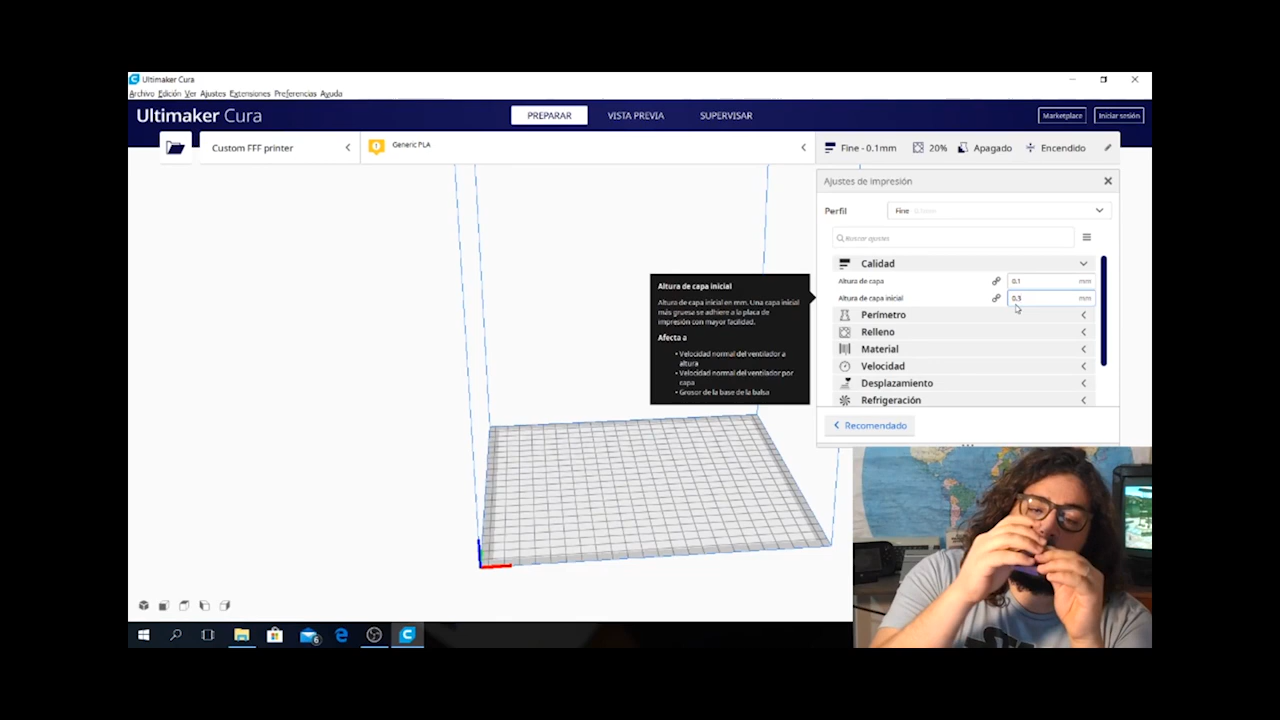 Ultimaker Cura
Archivo Edición Ver Ajustes Extensiones Preferencias Ayuda
Ultimaker Cura
PREPARAR
VISTA PREVIA
SUPERVISAR
Marketplace
Iniciar sesión
Custom FFF printer
Generic PLA
Fine - 0.1mm
20%
Apagado
Encendido
Ajustes de impresión
Perfil
Fine 0.1mm
Buscar ajustes
Calidad
Altura de capa
0.1
mm
Altura de capa inicial
0.3
mm
Perímetro
Relleno
Material
Velocidad
Desplazamiento
Refrigeración
Recomendado
Altura de capa inicial
Altura de capa inicial en mm. Una capa inicial
más gruesa se adhiere a la placa de
impresión con mayor facilidad.
Afecta a
• Velocidad normal del ventilador a
altura
• Velocidad normal del ventilador por
capa
• Grosor de la base de la balsa
6